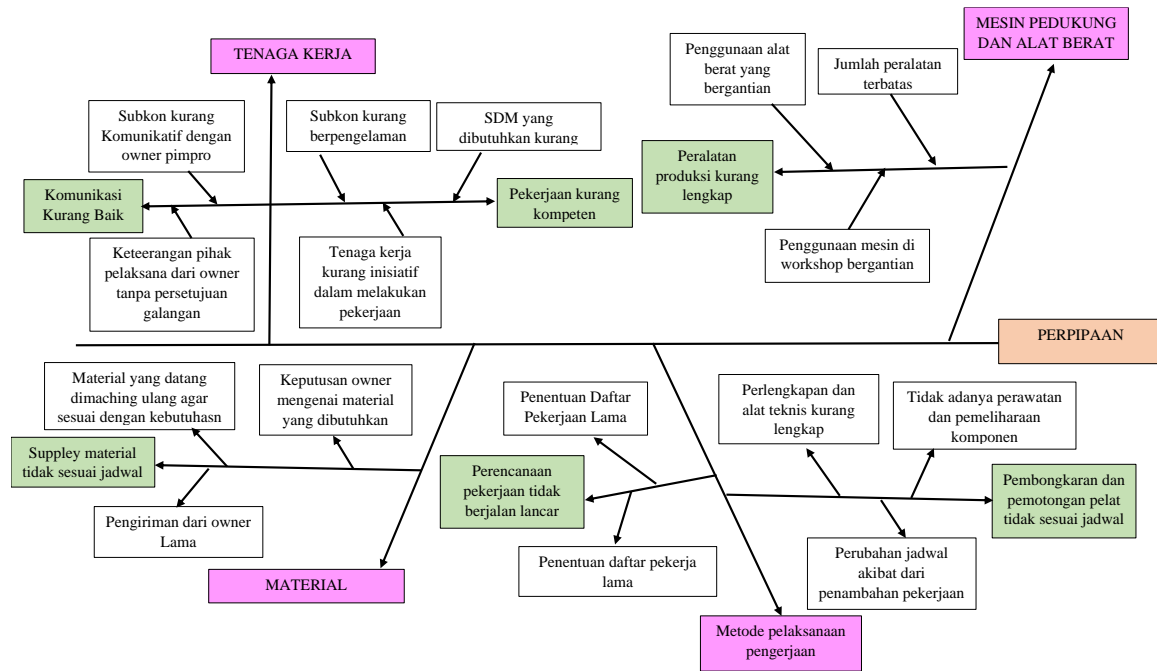 TENAGA KERJA
MESIN PEDUKUNG
DAN ALAT BERAT
Penggunaan alat
berat yang
bergantian
Jumlah peralatan
terbatas
Subkon kurang
Komunikatif dengan
owner pimpro
Subkon kurang
berpengelaman
SDM yang
dibutuhkan kurang
Komunikasi
Kurang Baik
Pekerjaan kurang
kompeten
Peralatan
produksi kurang
lengkap
Keteerangan pihak
pelaksana dari owner
tanpa persetujuan
galangan
Tenaga kerja
kurang inisiatif
dalam melakukan
pekerjaan
Penggunaan mesin di
workshop bergantian
PERPIPAAN
Material yang datang
dimaching ulang agar
sesuai dengan kebutuhasn
Keputusan owner
mengenai material
yang dibutuhkan
Penentuan Daftar
Pekerjaan Lama
Perlengkapan dan
alat teknis kurang
lengkap
Tidak adanya perawatan
dan pemeliharaan
komponen
Suppley material
tidak sesuai jadwal
Perencanaan
pekerjaan tidak
berjalan lancar
Pembongkaran dan
pemotongan pelat
tidak sesuai jadwal
Pengiriman dari owner
Lama
Penentuan daftar pekerja
lama
Perubahan jadwal
akibat dari
penambahan pekerjaan
MATERIAL
Metode pelaksanaan
pengerjaan